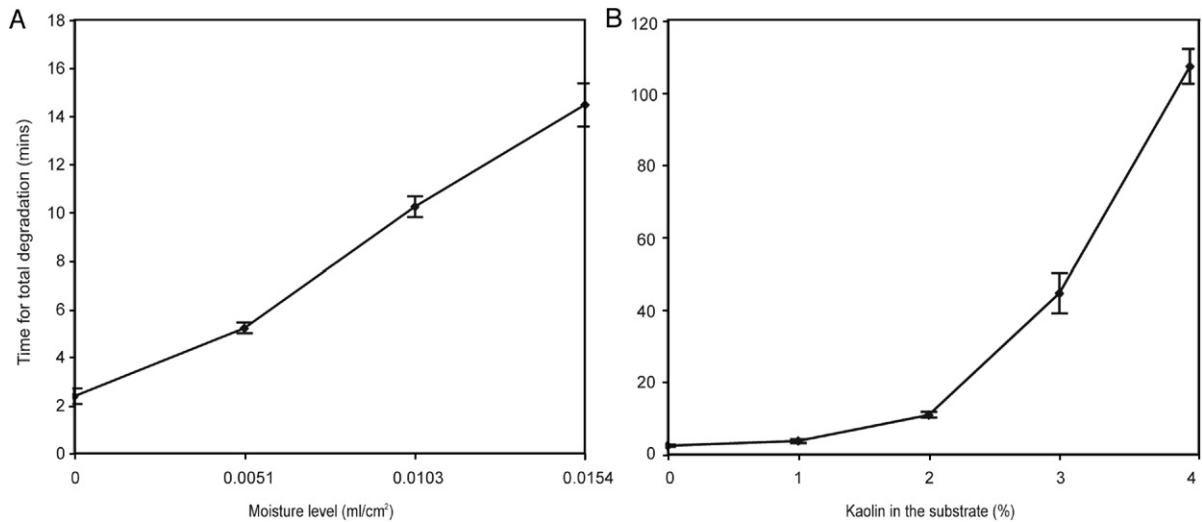 A
B
Time for total degradation (mins)
18
16
14
12
10
8
6
4
2
0
0 0.0051 0.0103 0.0154
Moisture level (ml/cm²)
120
100
80
60
40
20
0
0 1 2 3 4
Kaolin in the substrate (%)